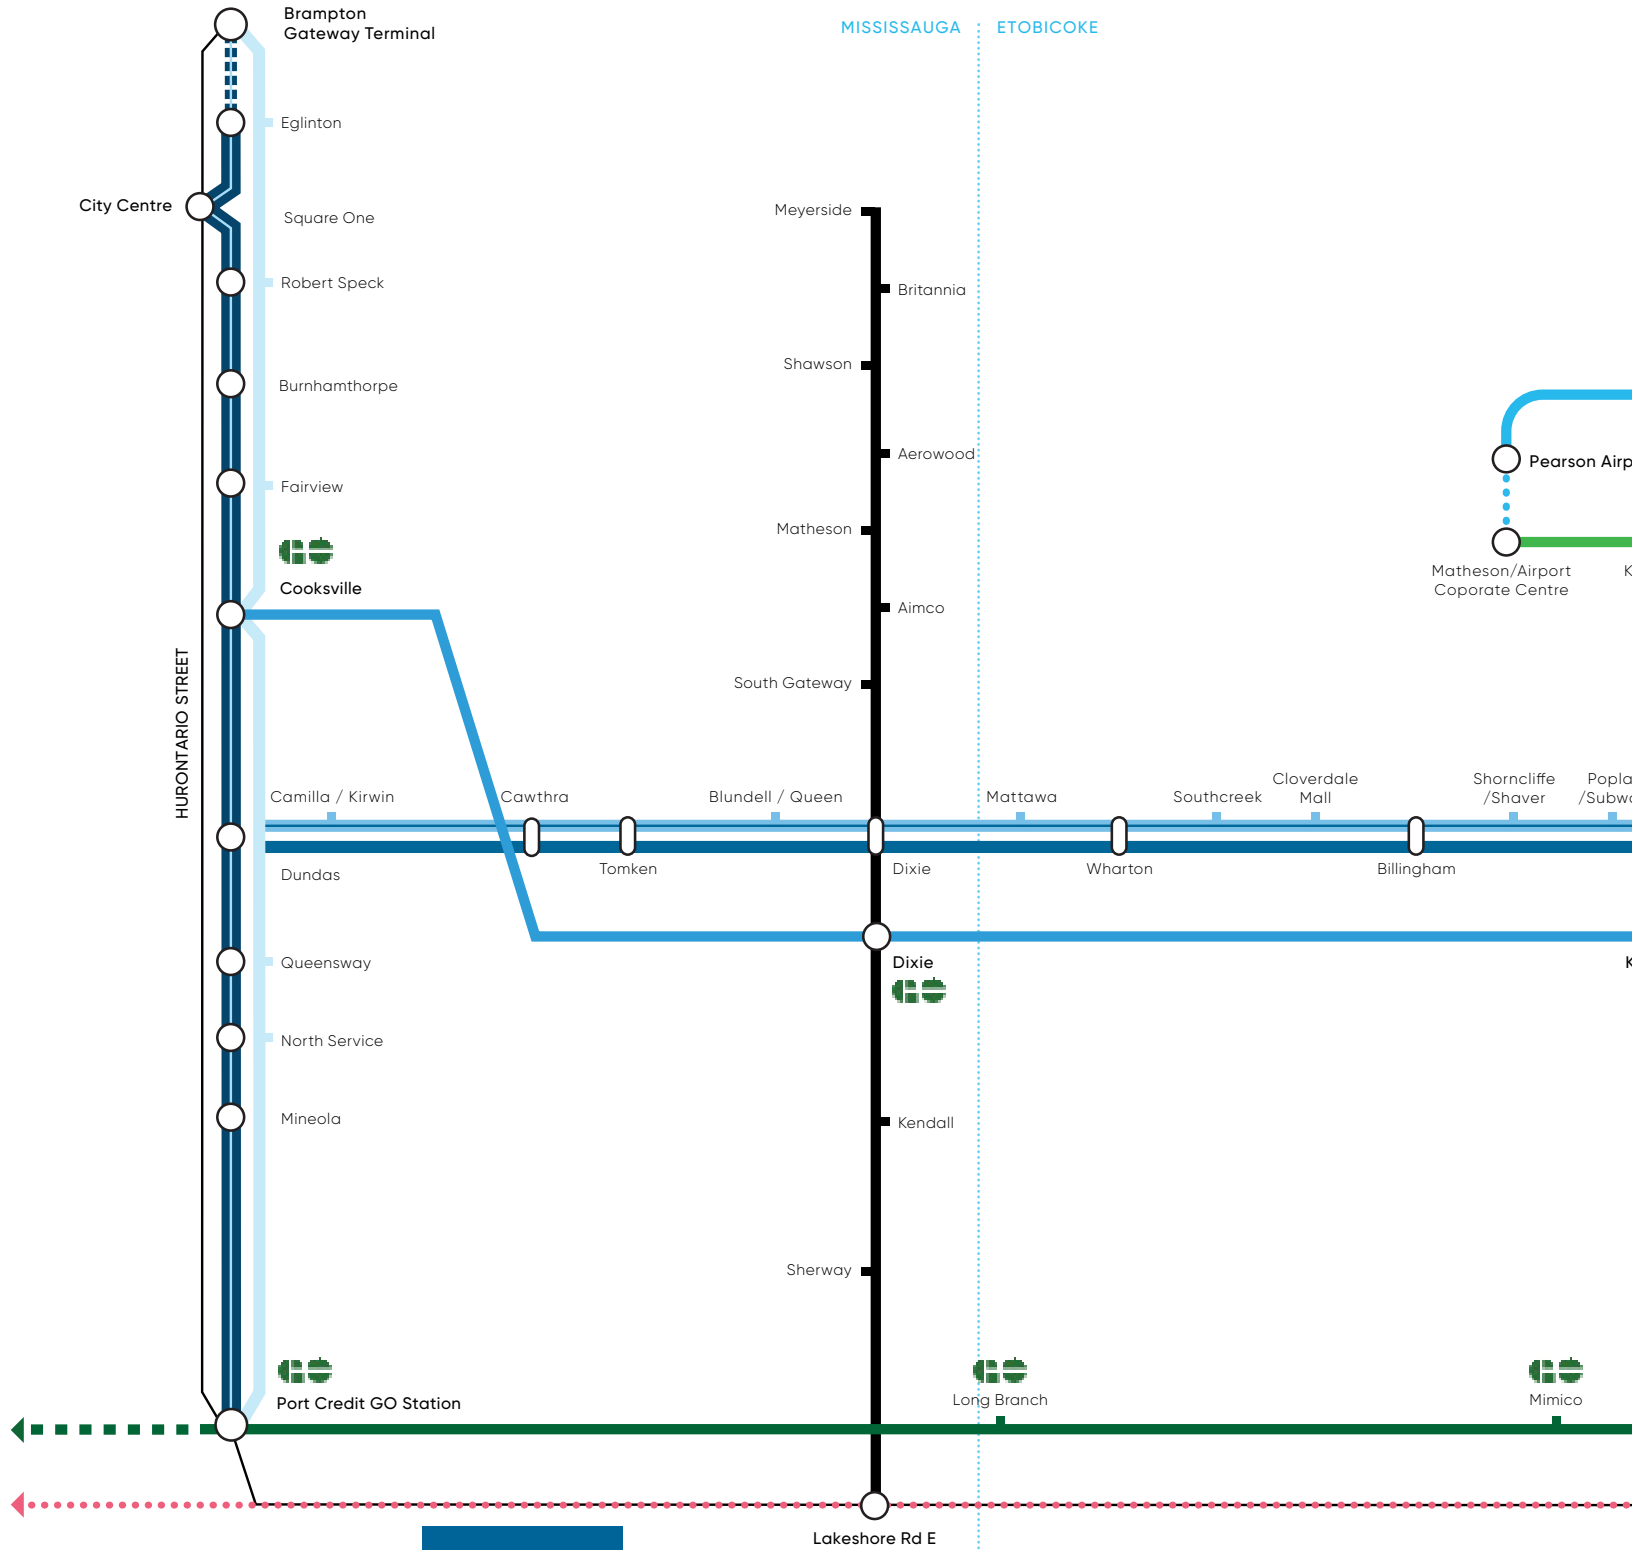 Brampton
Gateway Terminal
MISSISSAUGA
ETOBICOKE
Eglinton
City Centre
Square One
Meyerside
Robert Speck
Britannia
Shawson
Burnhamthorpe
Aerowood
Pearson Airp
Fairview
Matheson
Matheson/Airport
Coporate Centre
K
Cooksville
Aimco
South Gateway
HURONTARIO STREET
Camilla / Kirwin
Cawthra
Blundell / Queen
Mattawa
Southcreek
Cloverdale
Mall
Shorncliffe
/Shaver
Popla
/Subwa
Dundas
Tomken
Dixie
Wharton
Billingham
Queensway
Dixie
K
North Service
Mineola
Kendall
Sherway
Port Credit GO Station
Long Branch
Mimico
Lakeshore Rd E